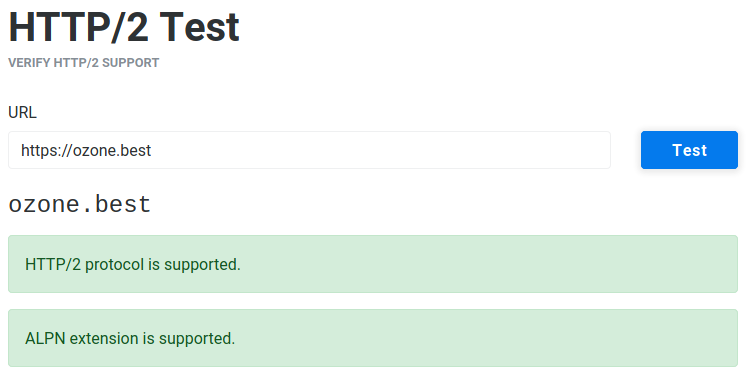 HTTP/2 Test
VERIFY HTTP/2 SUPPORT
URL
https://ozone.best
Test
ozone.best
HTTP/2 protocol is supported.
ALPN extension is supported.